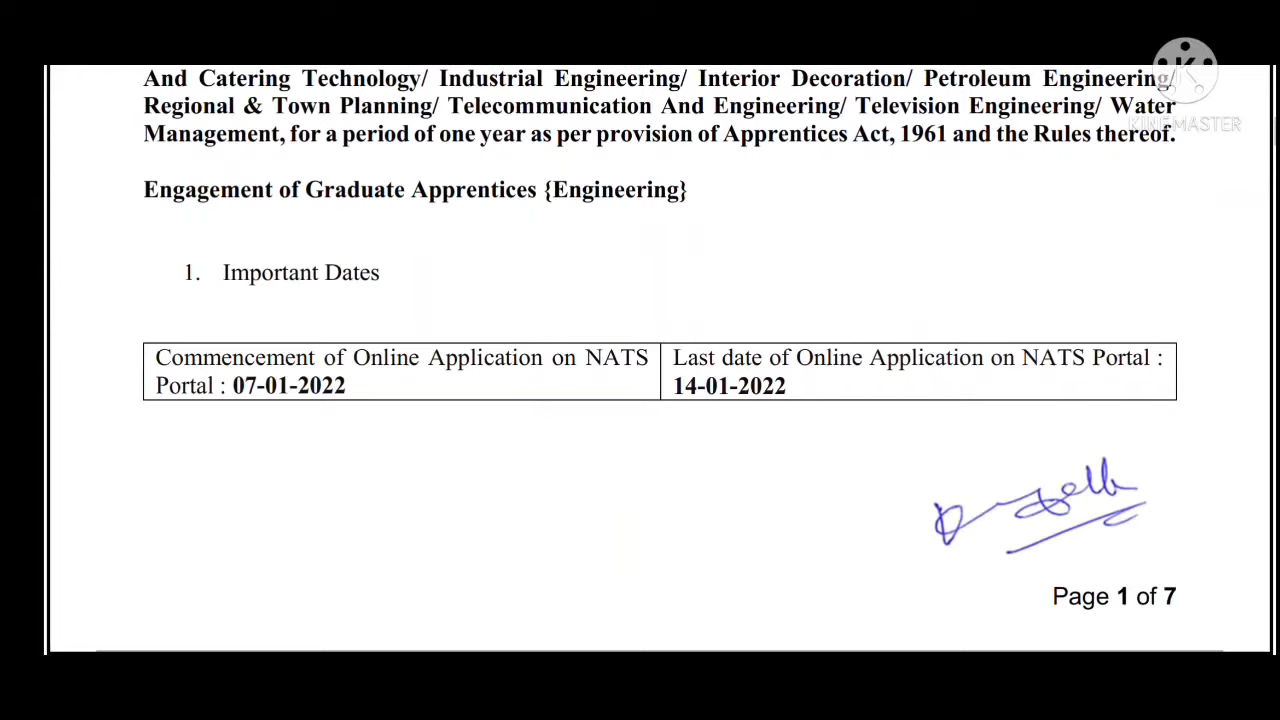 And Catering Technology/ Industrial Engineering/ Interior Decoration/ Petroleum Engineering/
Regional & Town Planning/ Telecommunication And Engineering/ Television Engineering/ Water
Management, for a period of one year as per provision of Apprentices Act, 1961 and the Rules thereof.
KINEMASTER
Engagement of Graduate Apprentices {Engineering}
1. Important Dates
Commencement of Online Application on NATS
Portal : 07-01-2022
Last date of Online Application on NATS Portal :
14-01-2022
Page 1 of 7